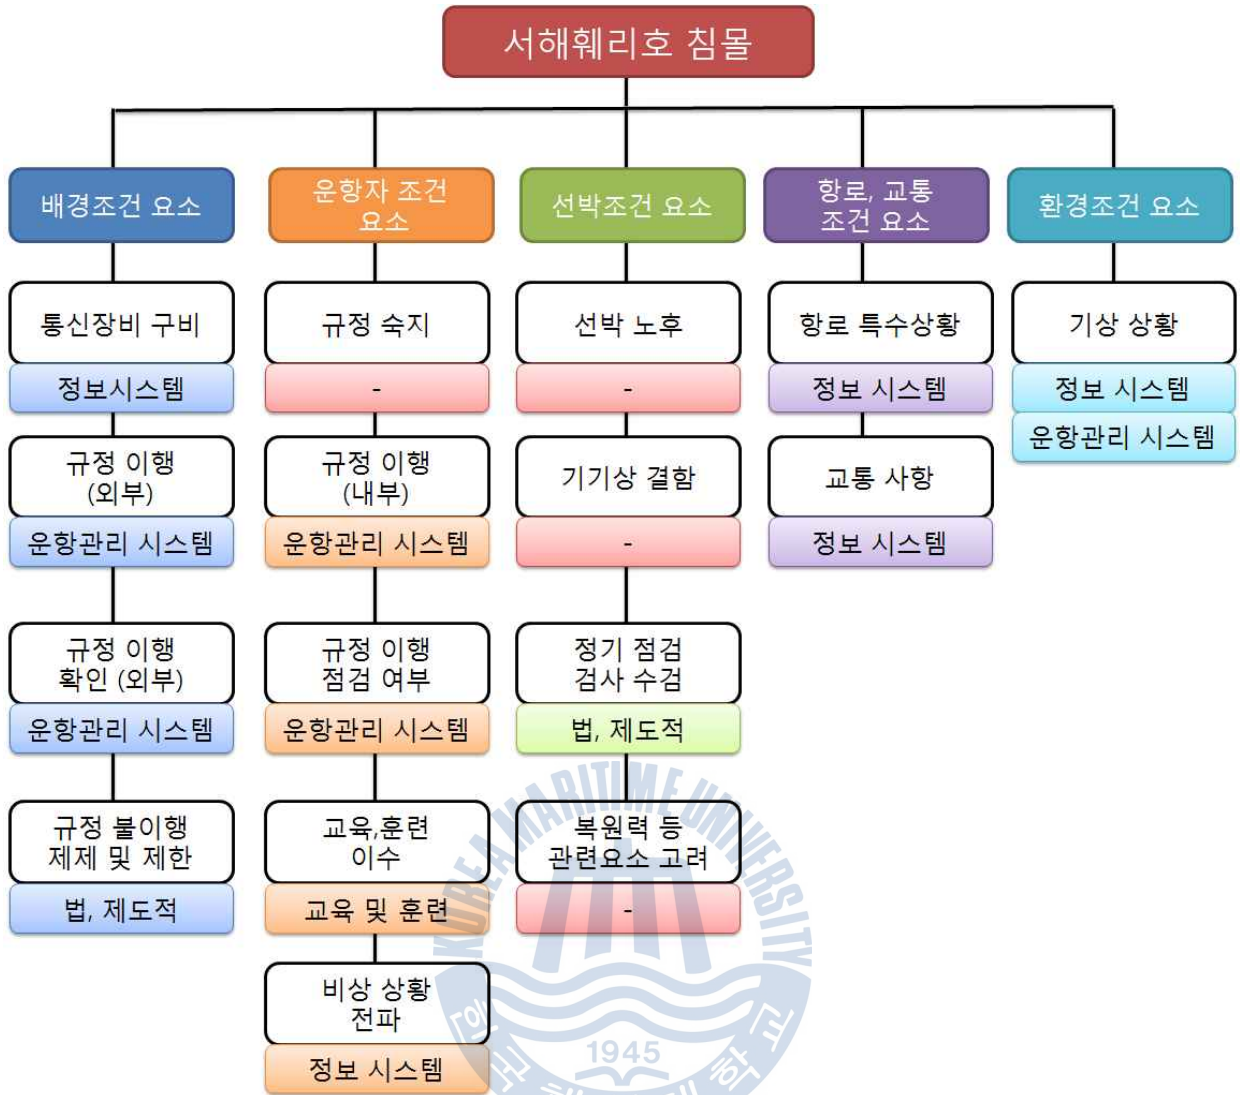 서해훼리호 침몰
배경조건 요소
운항자 조건
요소
선박조건 요소
항로, 교통
조건 요소
환경조건 요소
통신장비 구비
정보시스템
규정 이행
(외부)
운항관리 시스템
규정 이행
확인 (외부)
운항관리 시스템
규정 불이행
제제 및 제한
법, 제도적
규정 숙지
-
규정 이행
(내부)
운항관리 시스템
규정 이행
점검 여부
운항관리 시스템
교육,훈련
이수
교육 및 훈련
비상 상황
전파
정보 시스템
선박 노후
-
기기상 결함
-
정기 점검
검사 수검
법, 제도적
복원력 등
관련요소 고려
-
항로 특수상황
정보 시스템
교통 사항
정보 시스템
기상 상황
정보 시스템
운항관리 시스템
KOREA MARITIME UNIVERSITY
1945